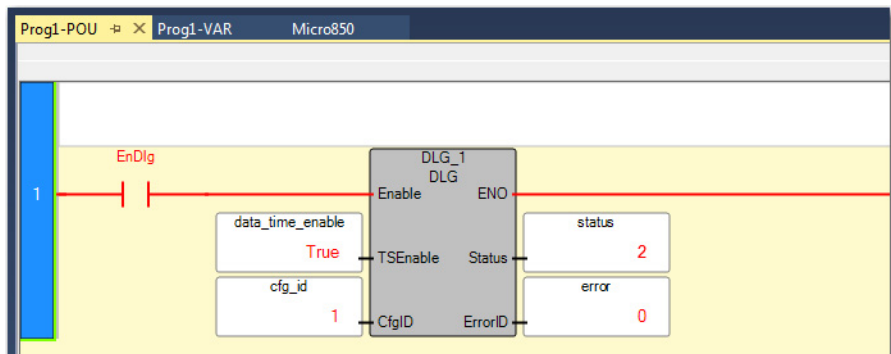 Prog1-POU Prog1-VAR Micro850
EnDlg
DLG_1
DLG
1
Enable ENO
data_time_enable status
True TSEnable Status 2
cfg_id error
1 CfgID ErrorID 0